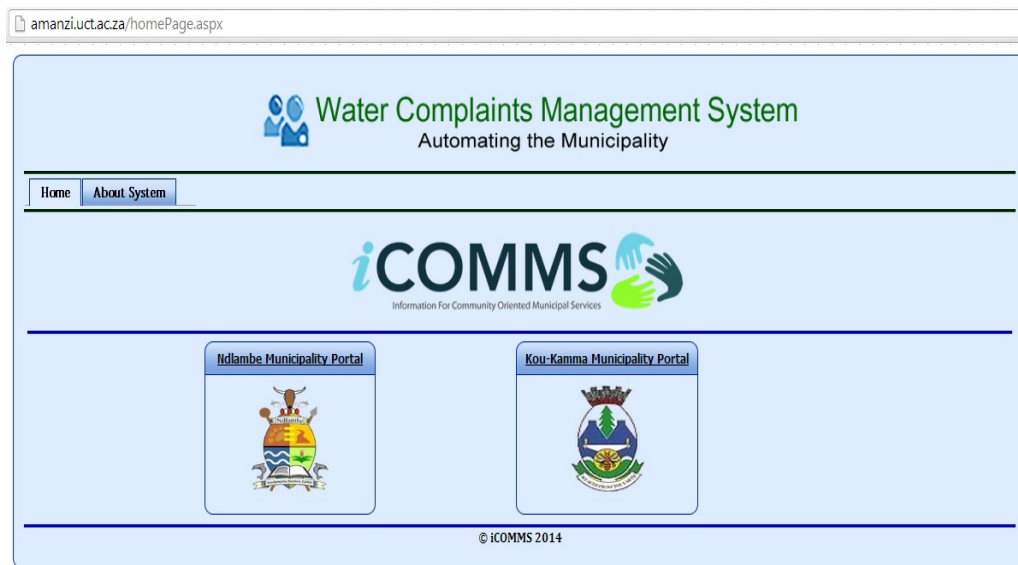 amanzi.uct.ac.za/homePage.aspx
Water Complaints Management System
Automating the Municipality
Home About System
iCOMMS
Information For Community Oriented Municipal Services
Ndlambe Municipality Portal Kou-Kamma Municipality Portal
Ndlambe
© iCOMMS 2014